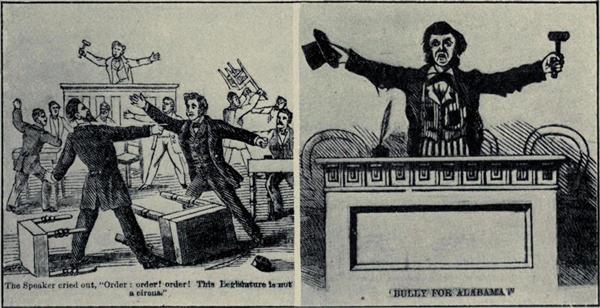 The Speaker cried out, "Order: order! order! This Legislature is not
a circus."
"BULLY FOR ALABAMA!"